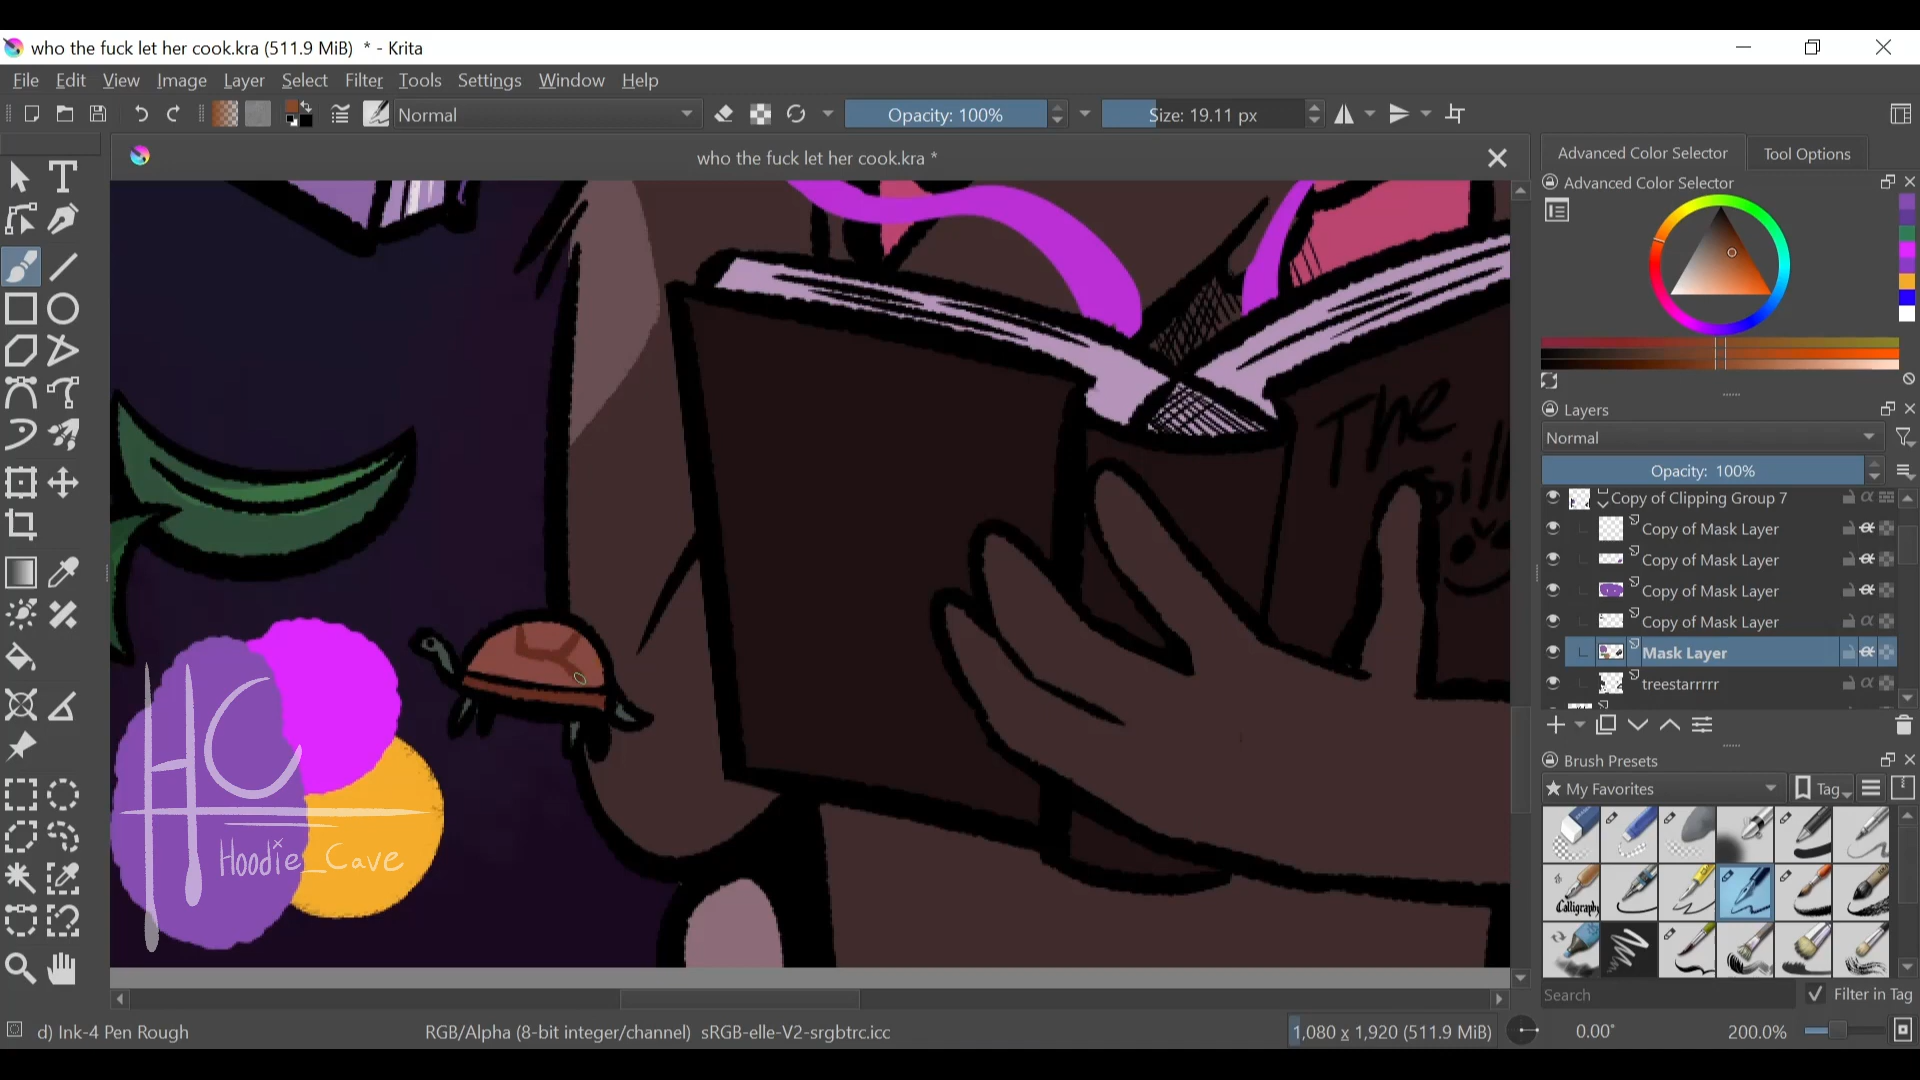 who the fuck let her cook.kra (511.9 MiB) * - Krita
File Edit View Image Layer Select Filter Tools Settings Window Help
Normal
Opacity: 100%
Size: 19.11 px
who the fuck let her cook.kra *
Advanced Color Selector
Tool Options
Advanced Color Selector
Layers
Normal
Opacity: 100%
Copy of Clipping Group 7
Copy of Mask Layer
Copy of Mask Layer
Copy of Mask Layer
Copy of Mask Layer
Mask Layer
treestarrrrr
Brush Presets
My Favorites
Tag
Calligraphy
Search
Filter in Tag
The
HC
Hoodie_Cave
d) Ink-4 Pen Rough
RGB/Alpha (8-bit integer/channel) sRGB-elle-V2-srgbtrc.icc
1,080 x 1,920 (511.9 MiB)
0.00°
200.0%